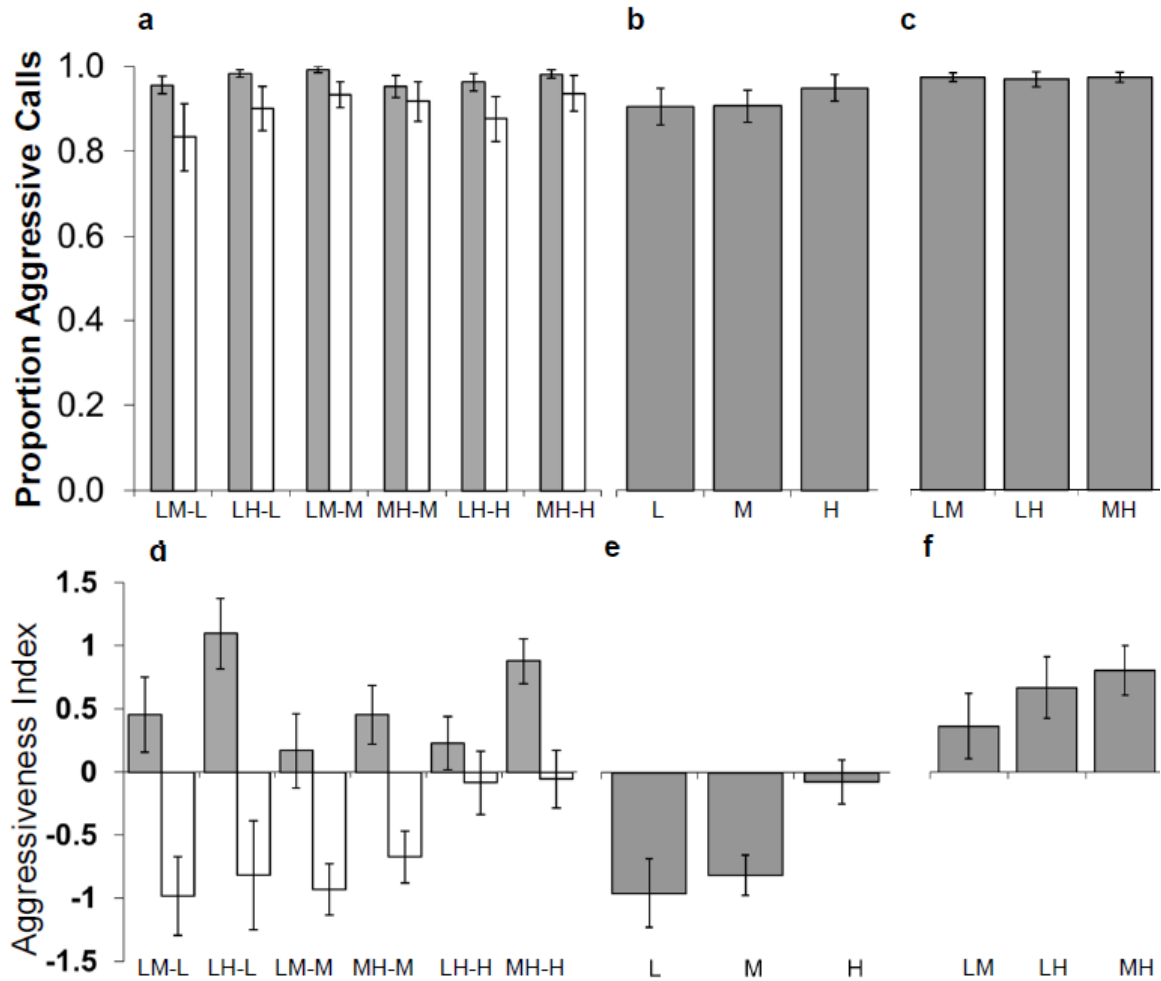 a b c
Proportion Aggressive Calls
1.0
0.8
0.6
0.4
0.2
0.0
LM-L LH-L LM-M MH-M LH-H MH-H L M H LM LH MH
d e f
Aggressiveness Index
1.5
1
0.5
0
-0.5
-1
-1.5
LM-L LH-L LM-M MH-M LH-H MH-H L M H LM LH MH